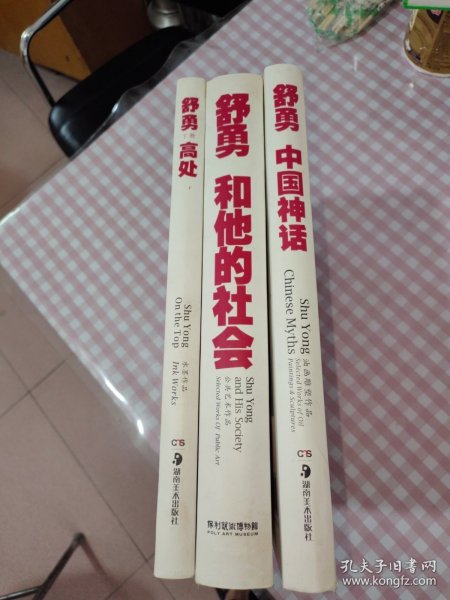 舒勇
高处
Shu Yong
On the Top
水墨作品
Ink Works
CTS
湖南美术出版社
舒勇
和他的社会
Shu Yong
and His Society
公共艺术作品
Selected Works Of Public Art
保利艺术博物館
POLY ART MUSEUM
舒勇
中国神话
Shu Yong
Chinese Myths
油画雕塑作品
Selected Works of Oil
Paintings & Sculptures
CTS
湖南美术出版社
孔夫子旧书网
www.kongfz.com